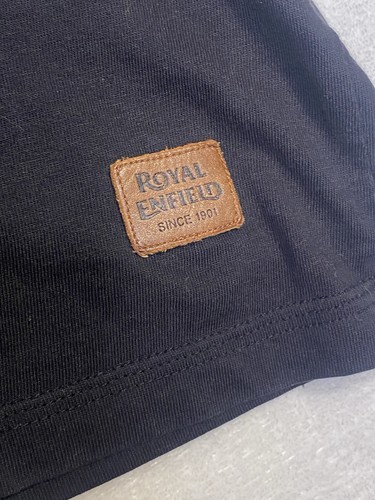 ROYAL
ENFIELD
SINCE 1901